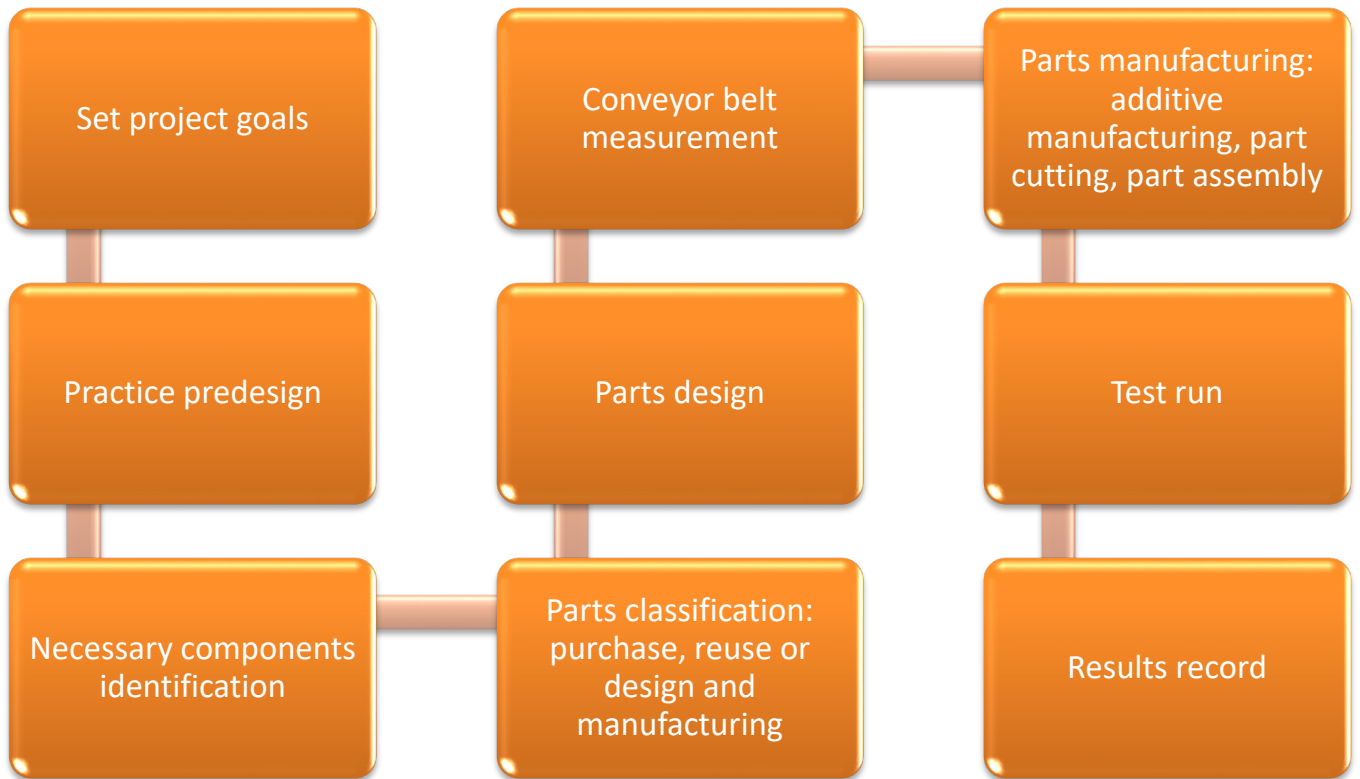 Set project goals
Practice predesign
Necessary components
identification
Parts classification:
purchase, reuse or
design and
manufacturing
Parts design
Conveyor belt
measurement
Parts manufacturing:
additive
manufacturing, part
cutting, part assembly
Test run
Results record